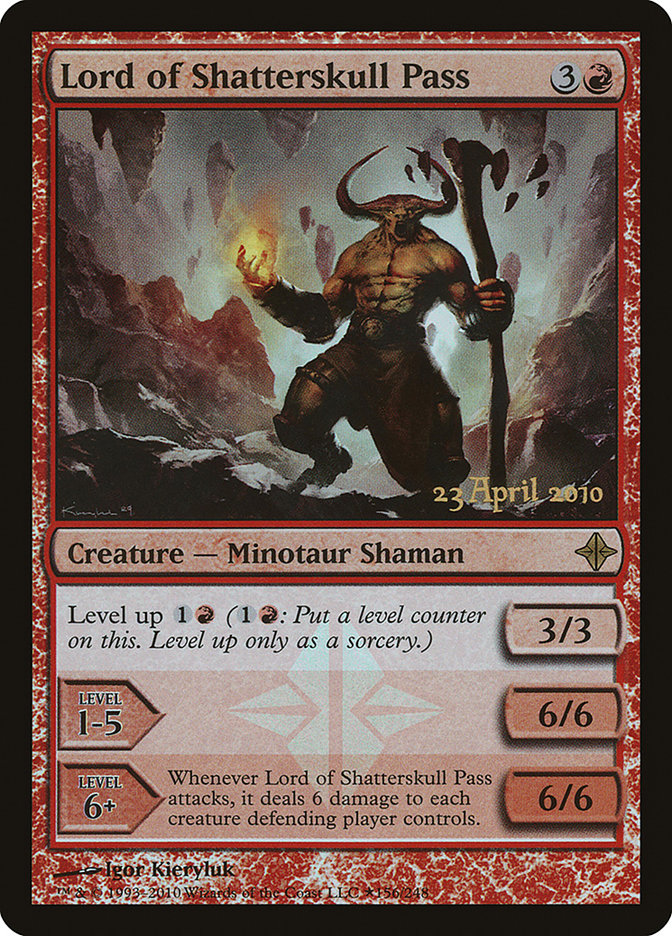 Lord of Shatterskull Pass 3
23 April 2010
Creature — Minotaur Shaman
Level up 1 (1: Put a level counter
on this. Level up only as a sorcery.)
3/3
LEVEL
1-5
6/6
LEVEL
6+
Whenever Lord of Shatterskull Pass
attacks, it deals 6 damage to each
creature defending player controls.
6/6
Igor Kieryluk
™ & © 1993–2010 Wizards of the Coast LLC ★156/248